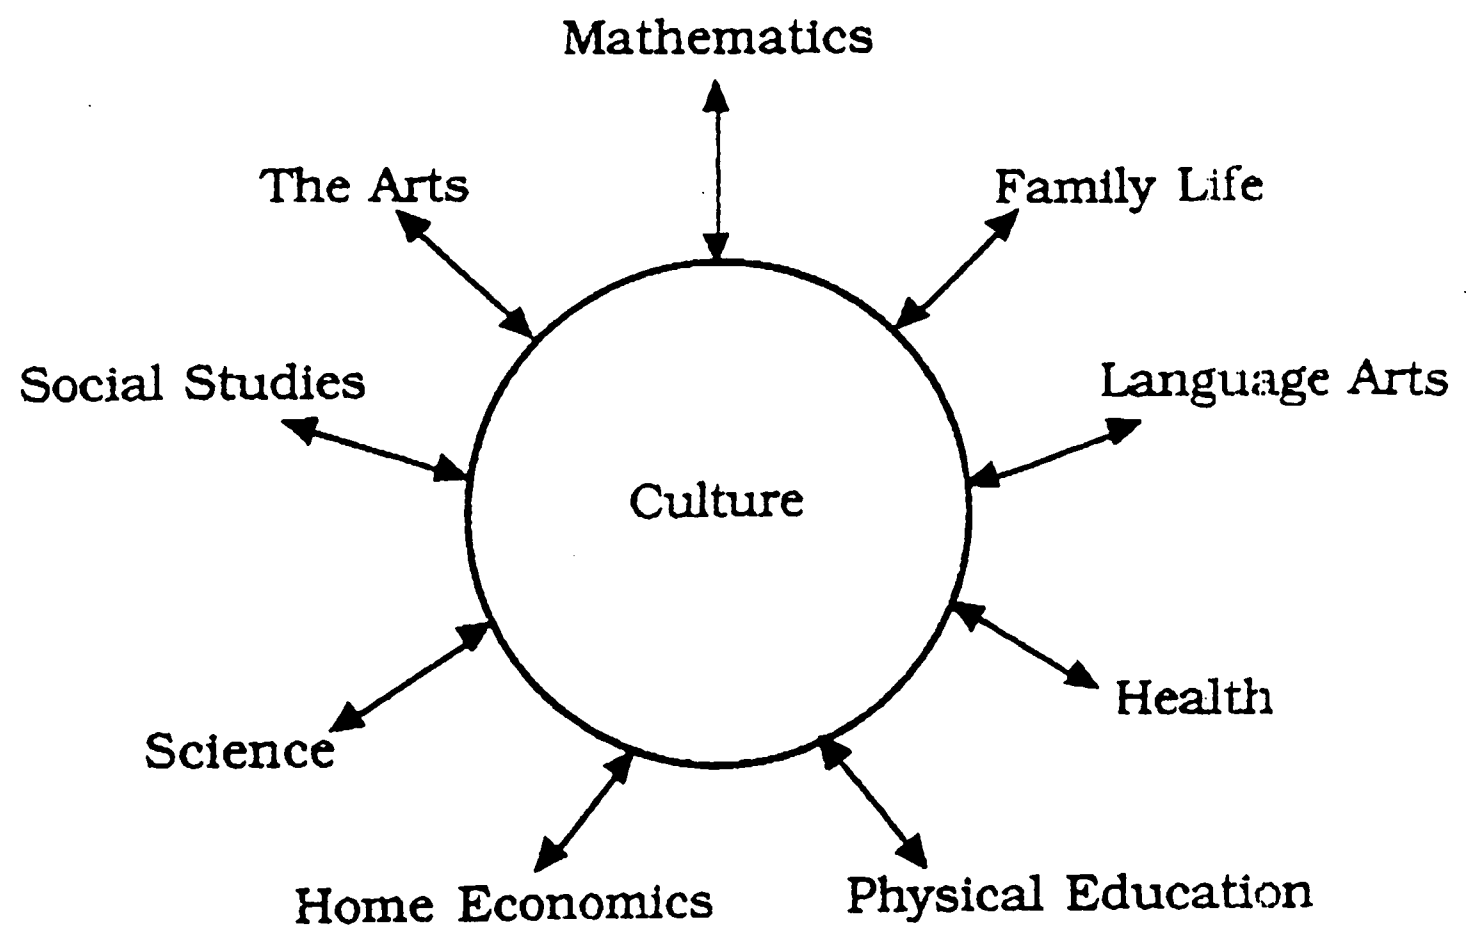 Mathematics
The Arts
Family Life
Social Studies
Language Arts
Culture
Health
Science
Home Economics
Physical Education